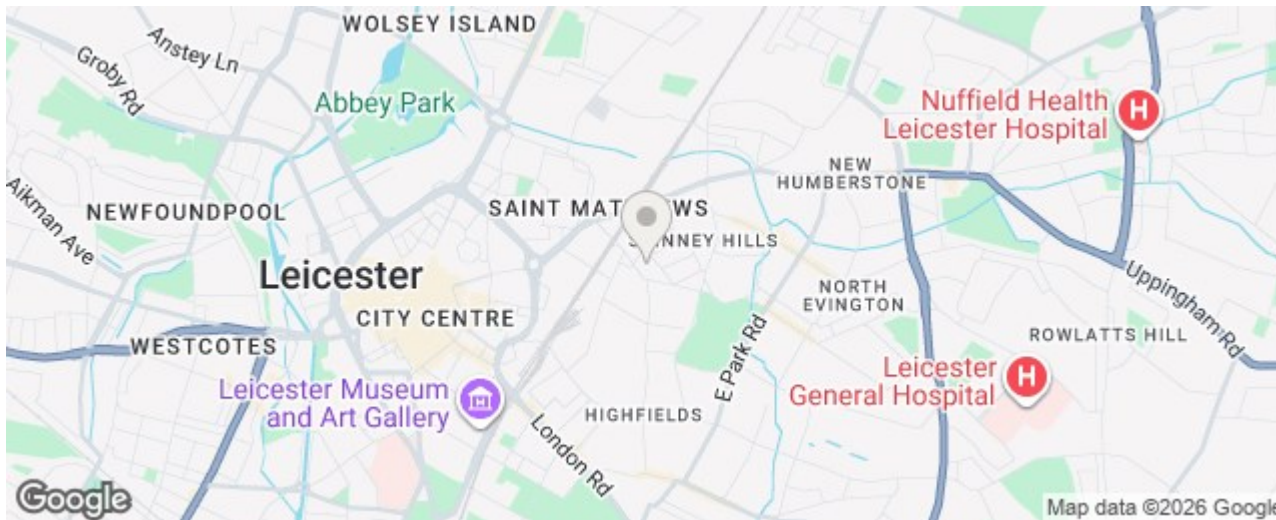 WOLSEY ISLAND
Anstey Ln
Groby Rd
Abbey Park
Nuffield Health
Leicester Hospital
H
NEW
HUMBERSTONE
Aikman Ave
NEWFOUNDPOOL
SAINT MAT WS
NNEY HILLS
Leicester
NORTH
EVINGTON
Uppingham Rd
CITY CENTRE
WESTCOTES
ROWLATTS HILL
E Park Rd
Leicester
General Hospital
H
Leicester Museum
and Art Gallery
HIGHFIELDS
London Rd
Google
Map data ©2026 Google